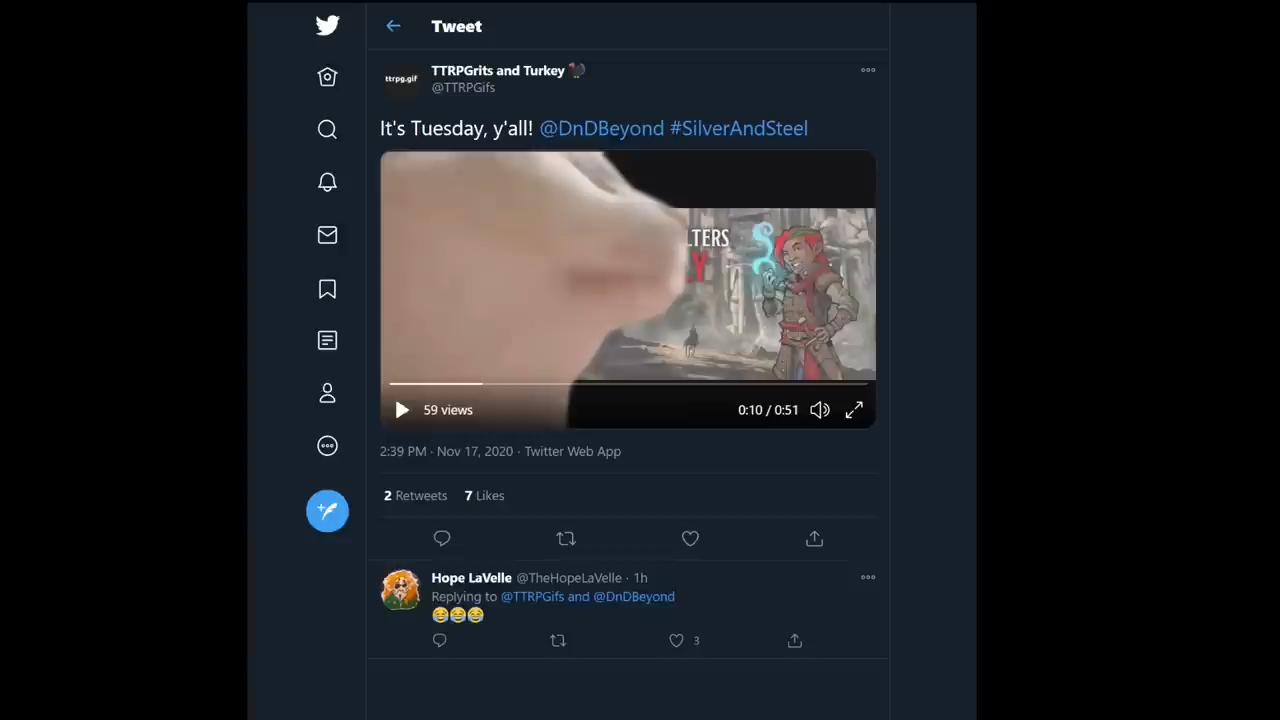 Tweet
ttrpg.gif
TTRPGrits and Turkey 🦃
@TTRPGifs
It's Tuesday, y'all! @DnDBeyond #SilverAndSteel
LTERS
Y
59 views
0:10 / 0:51
2:39 PM · Nov 17, 2020 · Twitter Web App
2 Retweets 7 Likes
Hope LaVelle @TheHopeLaVelle · 1h
Replying to @TTRPGifs and @DnDBeyond
😂😂😂
3